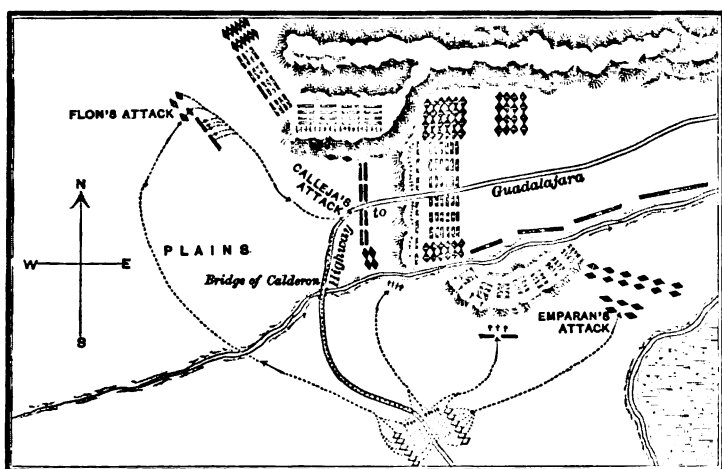 FLON'S ATTACK
CALLEJA'S
ATTACK
Highway
to
Guadalajara
N
W
E
S
PLAINS
Bridge of Calderon
EMPARAN'S
ATTACK